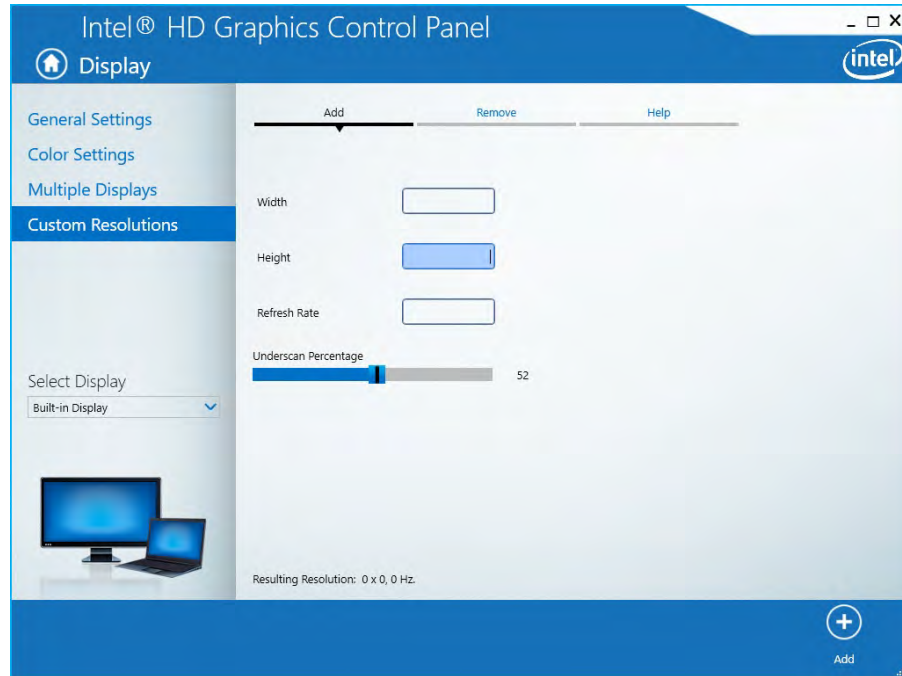 Intel® HD Graphics Control Panel
Display
intel
General Settings
Color Settings
Multiple Displays
Custom Resolutions
Select Display
Built-in Display
Add Remove Help
Width
Height
Refresh Rate
Underscan Percentage
52
Resulting Resolution: 0 x 0, 0 Hz.
Add